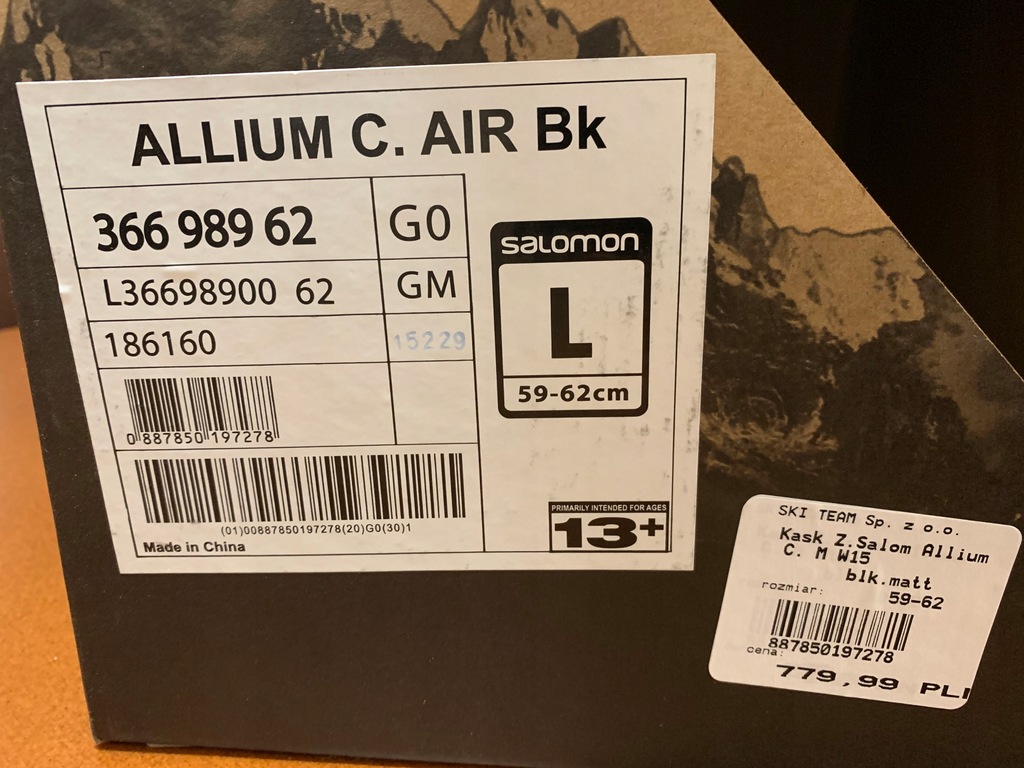 ALLIUM C. AIR Bk
366 989 62
G0
L36698900 62
GM
186160
15229
0 887850 197278
(01)00887850197278(20)G0(30)1
Made in China
salomon
L
59-62cm
PRIMARILY INTENDED FOR AGES
13+
SKI TEAM Sp. z o.o.
Kask Z.Salom Allium
C. M W15
blk.matt
rozmiar: 59-62
887850197278
cena:
779,99 PL